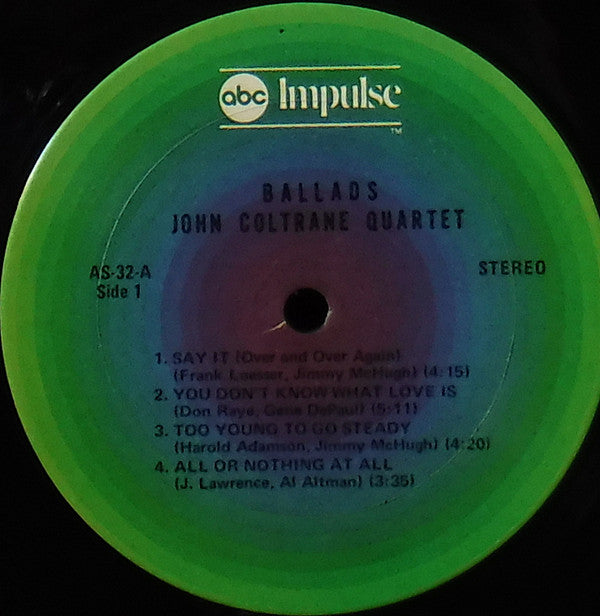 abc Impulse
TM
BALLADS
JOHN COLTRANE QUARTET
AS-32-A
STEREO
Side 1
1. SAY IT (Over and Over Again)
(Frank Loesser, Jimmy McHugh) (4:15)
2. YOU DON'T KNOW WHAT LOVE IS
(Don Raye, Gene DePaul) (5:11)
3. TOO YOUNG TO GO STEADY
(Harold Adamson, Jimmy McHugh) (4:20)
4. ALL OR NOTHING AT ALL
(J. Lawrence, Al Altman) (3:35)